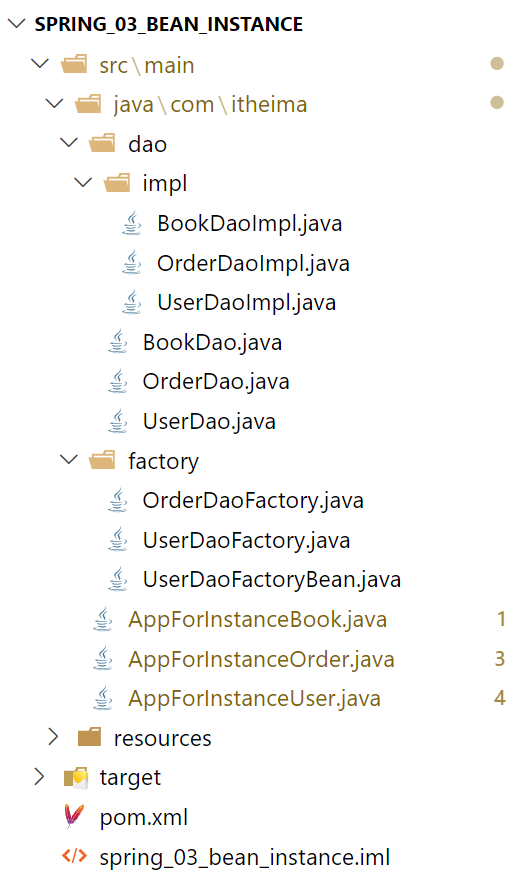 SPRING_03_BEAN_INSTANCE
src\main
java\com\itheima
dao
impl
BookDaoImpl.java
OrderDaoImpl.java
UserDaoImpl.java
BookDao.java
OrderDao.java
UserDao.java
factory
OrderDaoFactory.java
UserDaoFactory.java
UserDaoFactoryBean.java
AppForInstanceBook.java 1
AppForInstanceOrder.java 3
AppForInstanceUser.java 4
resources
target
pom.xml
spring_03_bean_instance.iml